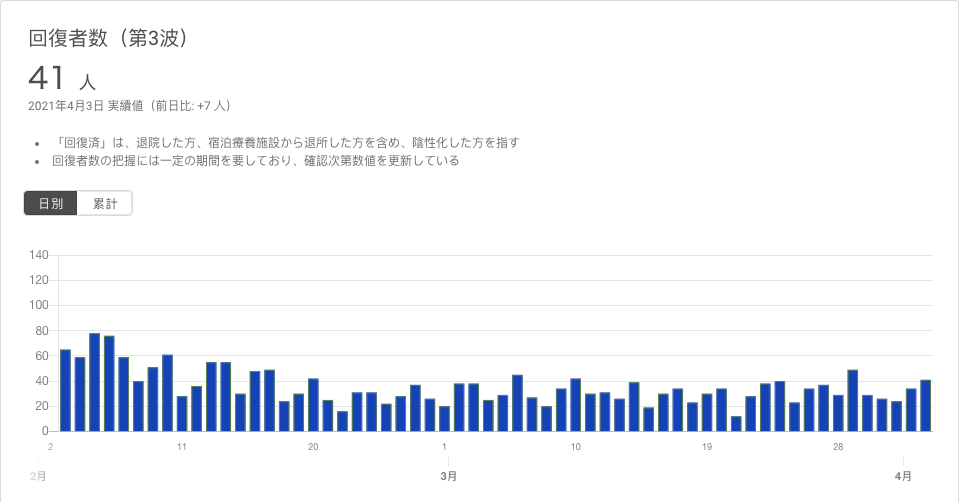 回復者数（第3波）
41 人
2021年4月3日 実績値（前日比: +7 人）
• 「回復済」は、退院した方、宿泊療養施設から退所した方を含め、陰性化した方を指す
• 回復者数の把握には一定の期間を要しており、確認次第数値を更新している
日別 累計
140
120
100
80
60
40
20
0
2 11 20 1 10 19 28
2月 3月 4月